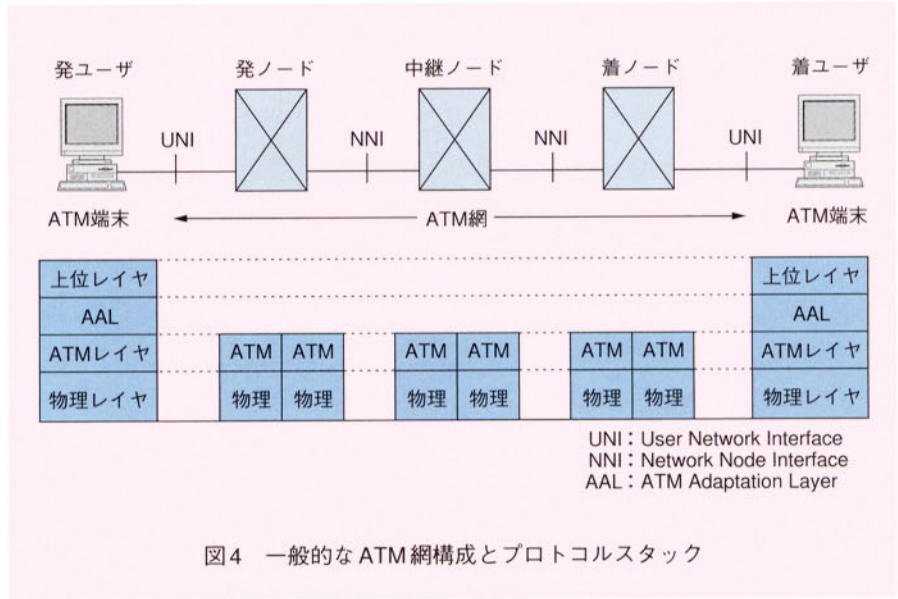 発ユーザ 発ノード 中継ノード 着ノード 着ユーザ
UNI NNI NNI UNI
ATM端末 ATM網 ATM端末
上位レイヤ 上位レイヤ
AAL AAL
ATMレイヤ ATM ATM ATM ATM ATM ATM ATMレイヤ
物理レイヤ 物理 物理 物理 物理 物理 物理 物理レイヤ
UNI：User Network Interface
NNI：Network Node Interface
AAL：ATM Adaptation Layer
図4 一般的なATM網構成とプロトコルスタック